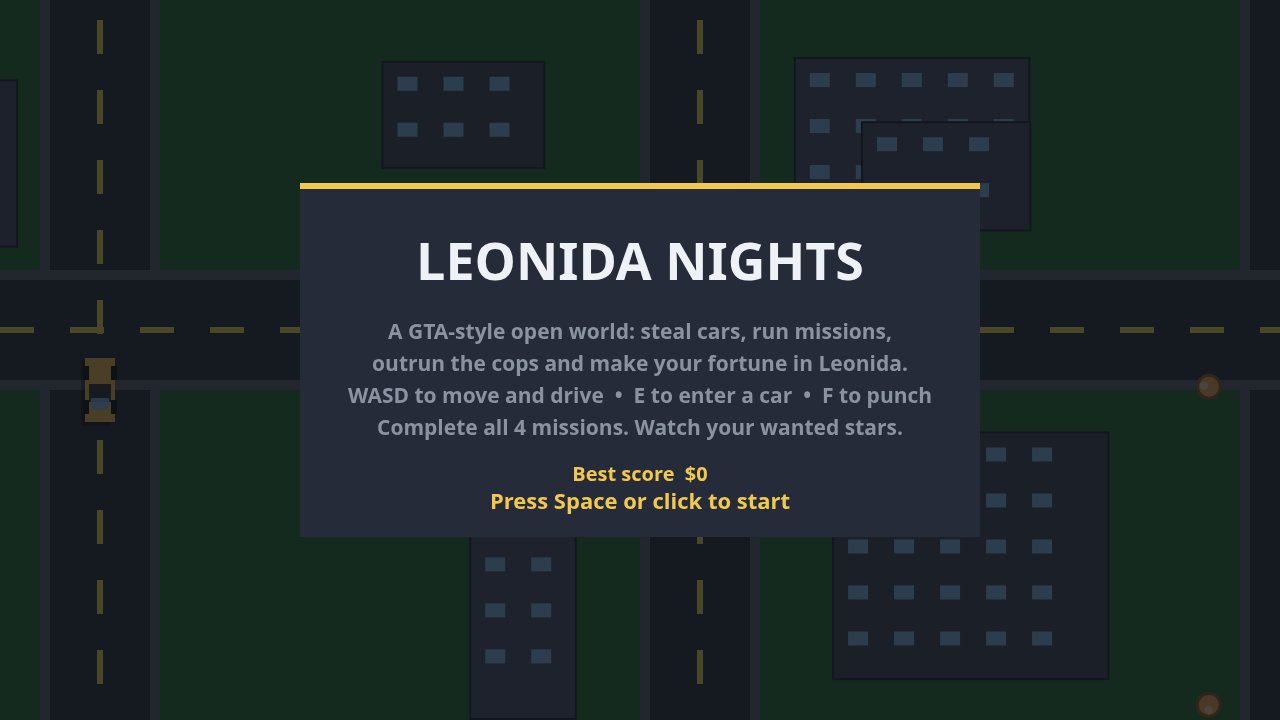 LEONIDA NIGHTS
A GTA-style open world: steal cars, run missions,
outrun the cops and make your fortune in Leonida.
WASD to move and drive • E to enter a car • F to punch
Complete all 4 missions. Watch your wanted stars.
Best score $0
Press Space or click to start